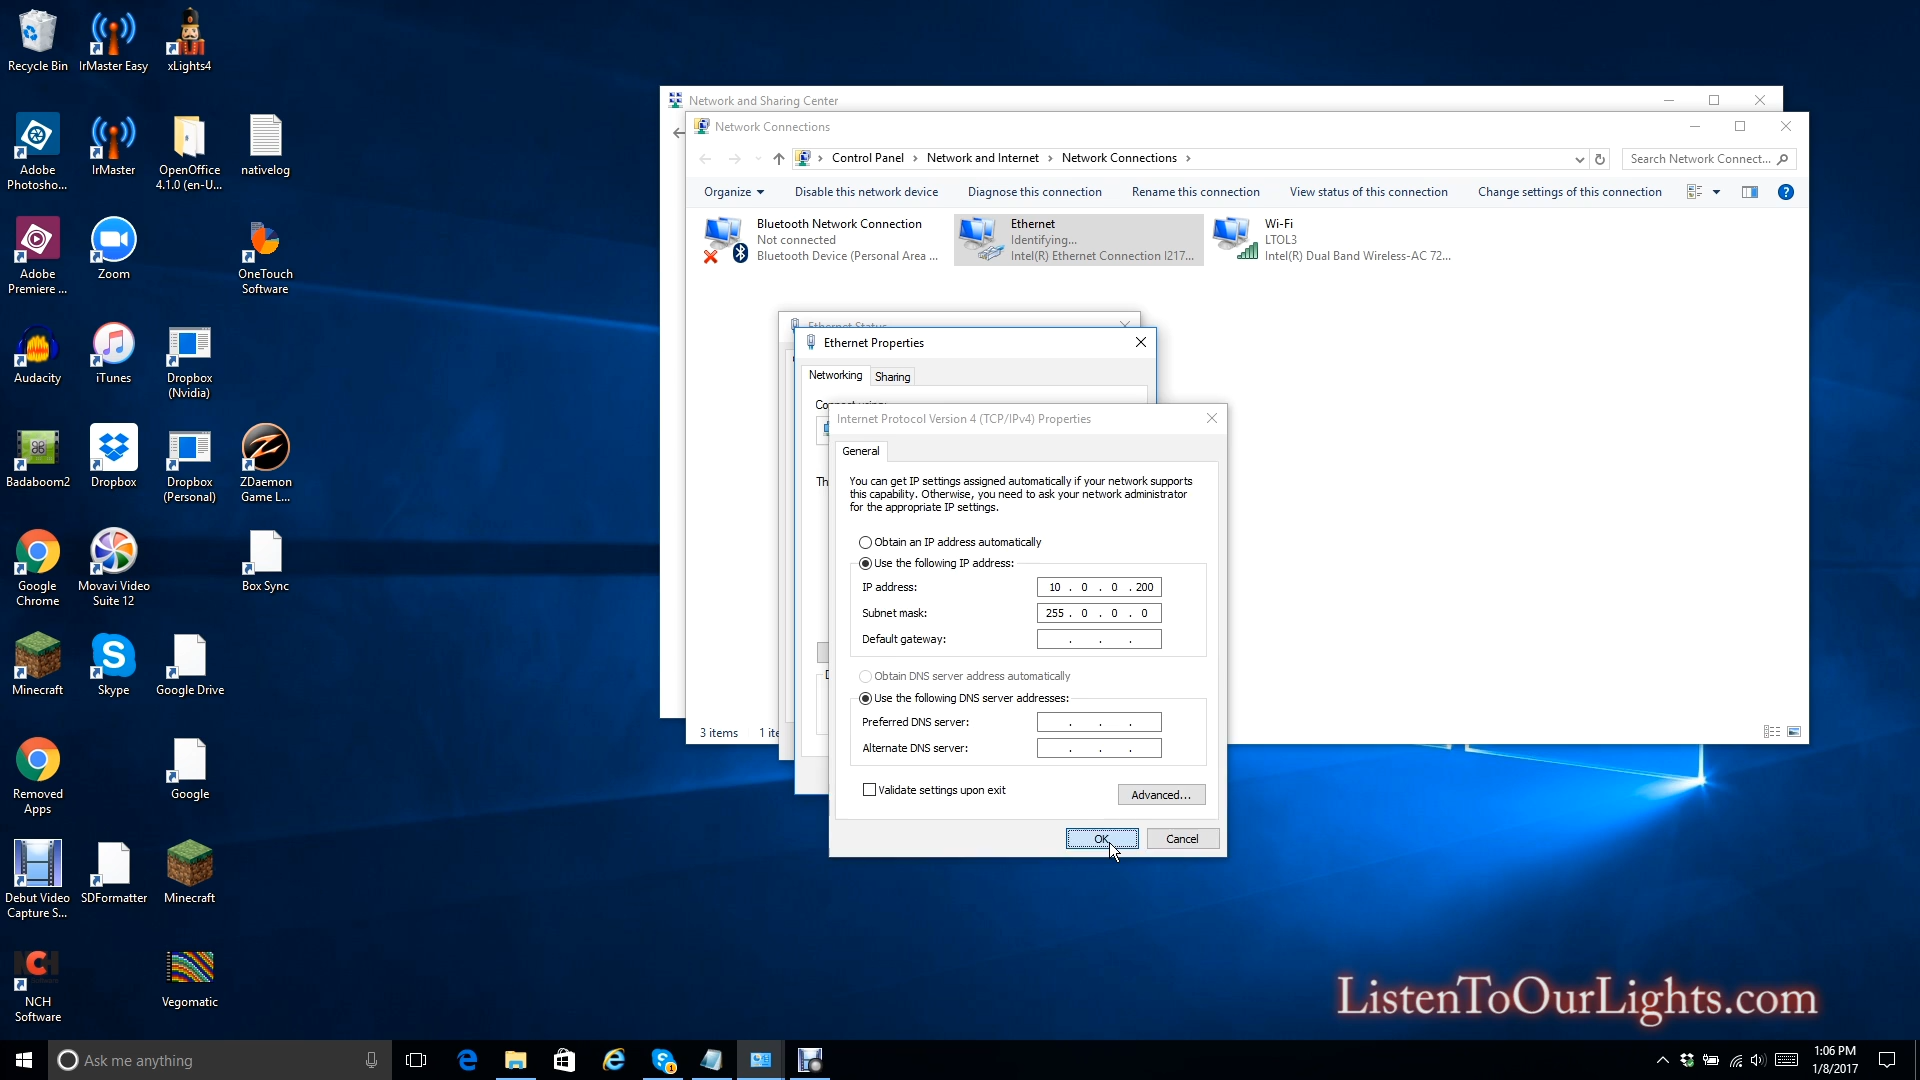 Recycle Bin
IrMaster Easy
xLights4
Adobe
Photosho...
IrMaster
OpenOffice
4.1.0 (en-U...
nativelog
Adobe
Premiere ...
Zoom
OneTouch
Software
Audacity
iTunes
Dropbox
(Nvidia)
Badaboom2
Dropbox
Dropbox
(Personal)
ZDaemon
Game L...
Google
Chrome
Movavi Video
Suite 12
Box Sync
Minecraft
Skype
Google Drive
Removed
Apps
Google
Debut Video
Capture S...
SDFormatter
Minecraft
NCH
Software
Vegomatic
Network and Sharing Center
Network Connections
Control Panel > Network and Internet > Network Connections >
Search Network Connect...
Organize
Disable this network device
Diagnose this connection
Rename this connection
View status of this connection
Change settings of this connection
Bluetooth Network Connection
Not connected
Bluetooth Device (Personal Area ...
Ethernet
Identifying...
Intel(R) Ethernet Connection I217...
Wi-Fi
LTOL3
Intel(R) Dual Band Wireless-AC 72...
3 items
1 ite
Ethernet Status
Ethernet Properties
Networking
Sharing
Connect using:
Th
Internet Protocol Version 4 (TCP/IPv4) Properties
General
You can get IP settings assigned automatically if your network supports
this capability. Otherwise, you need to ask your network administrator
for the appropriate IP settings.
Obtain an IP address automatically
Use the following IP address:
IP address: 10 . 0 . 0 . 200
Subnet mask: 255 . 0 . 0 . 0
Default gateway: . . .
Obtain DNS server address automatically
Use the following DNS server addresses:
Preferred DNS server: . . .
Alternate DNS server: . . .
Validate settings upon exit
Advanced...
OK
Cancel
ListenToOurLights.com
Ask me anything
1:06 PM
1/8/2017